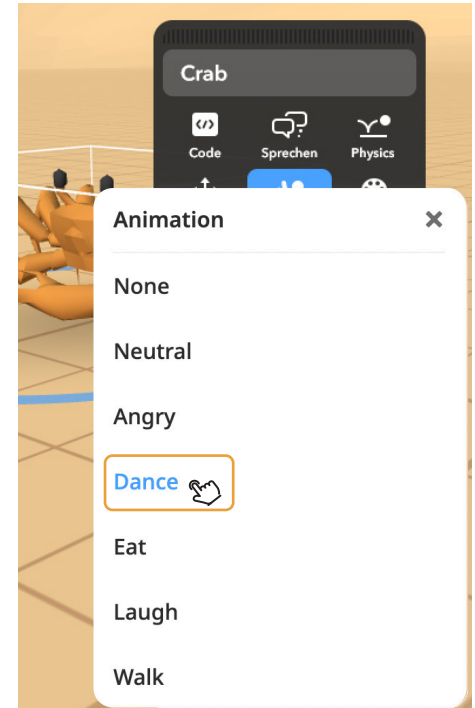 Crab
Code Sprechen Physics
Animation
None
Neutral
Angry
Dance
Eat
Laugh
Walk